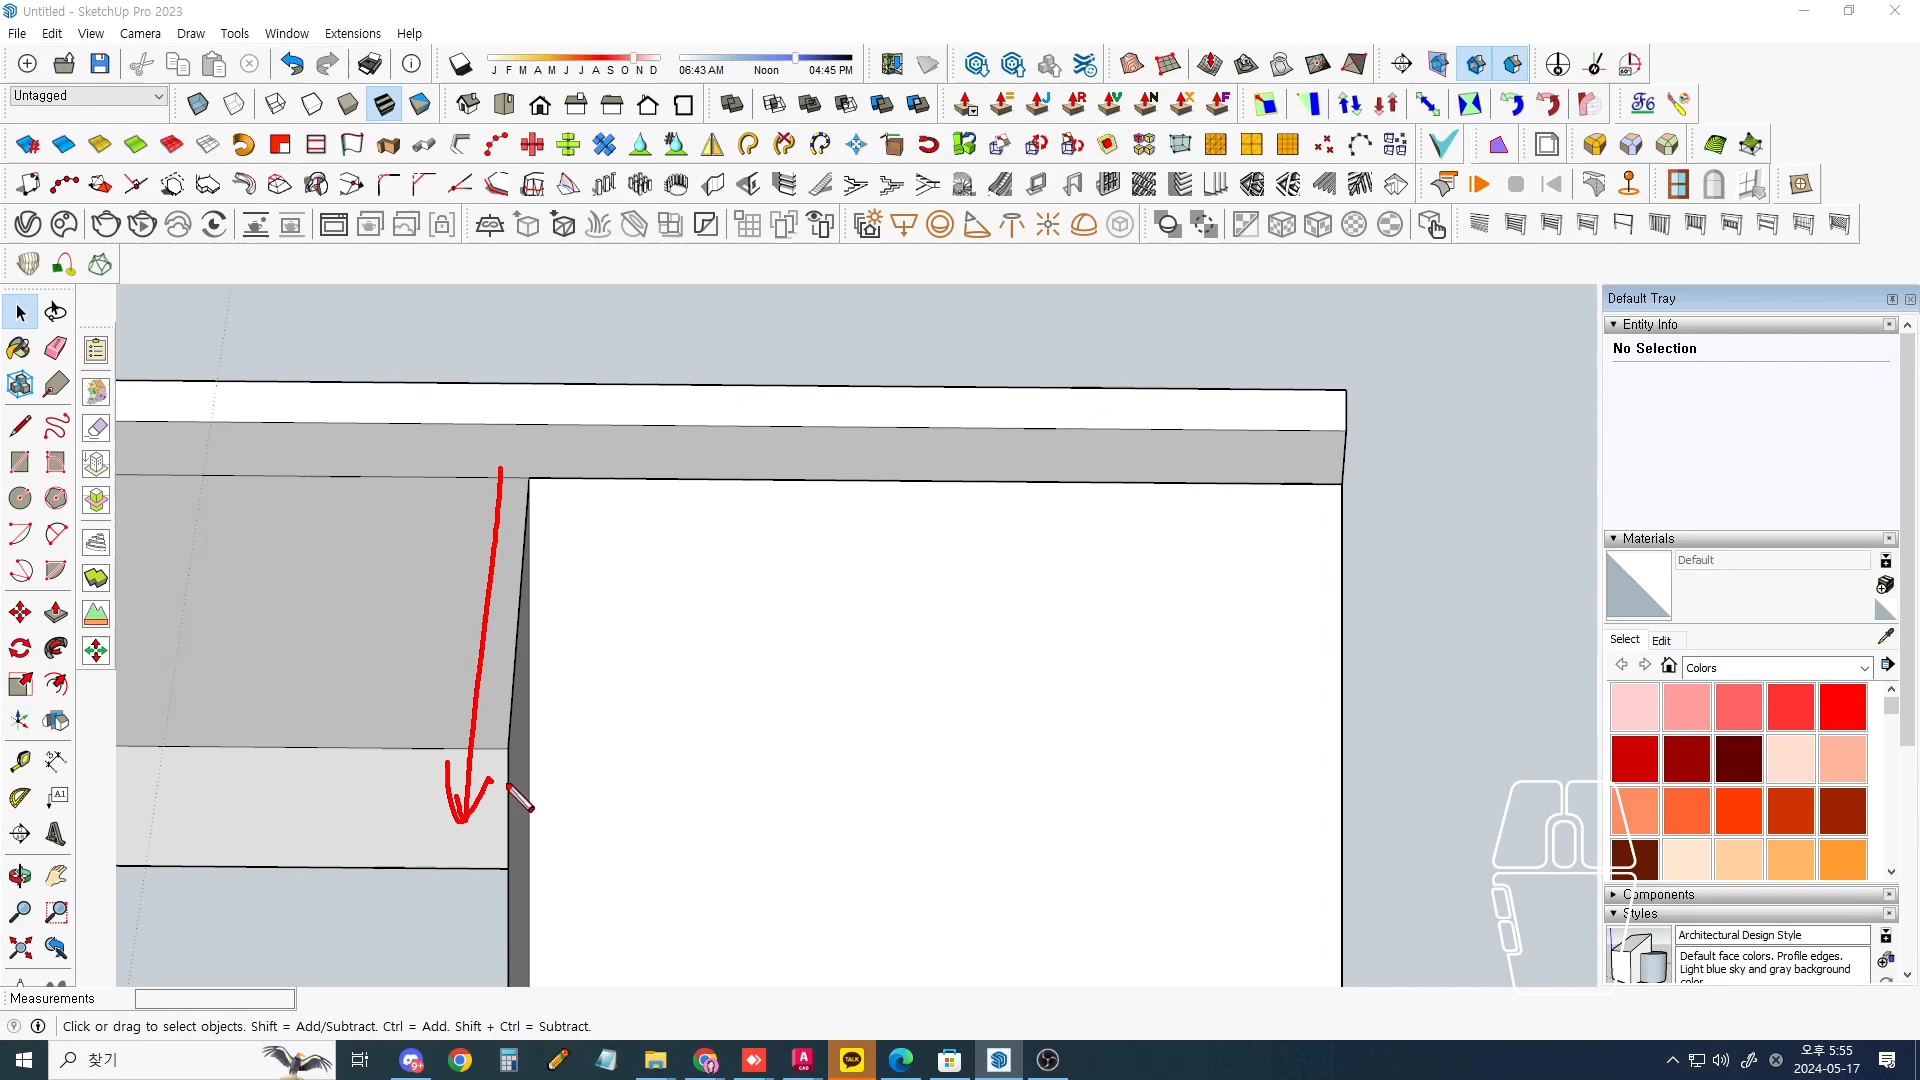 Untitled - SketchUp Pro 2023
File Edit View Camera Draw Tools Window Extensions Help
J F M A M J J A S O N D
06:43 AM Noon 04:45 PM
Untagged
Default Tray
Entity Info
No Selection
Materials
Default
Select Edit
Colors
Components
Styles
Architectural Design Style
Default face colors. Profile edges.
Light blue sky and gray background
color.
Measurements
Click or drag to select objects. Shift = Add/Subtract. Ctrl = Add. Shift + Ctrl = Subtract.
찾기
오후 5:55
2024-05-17